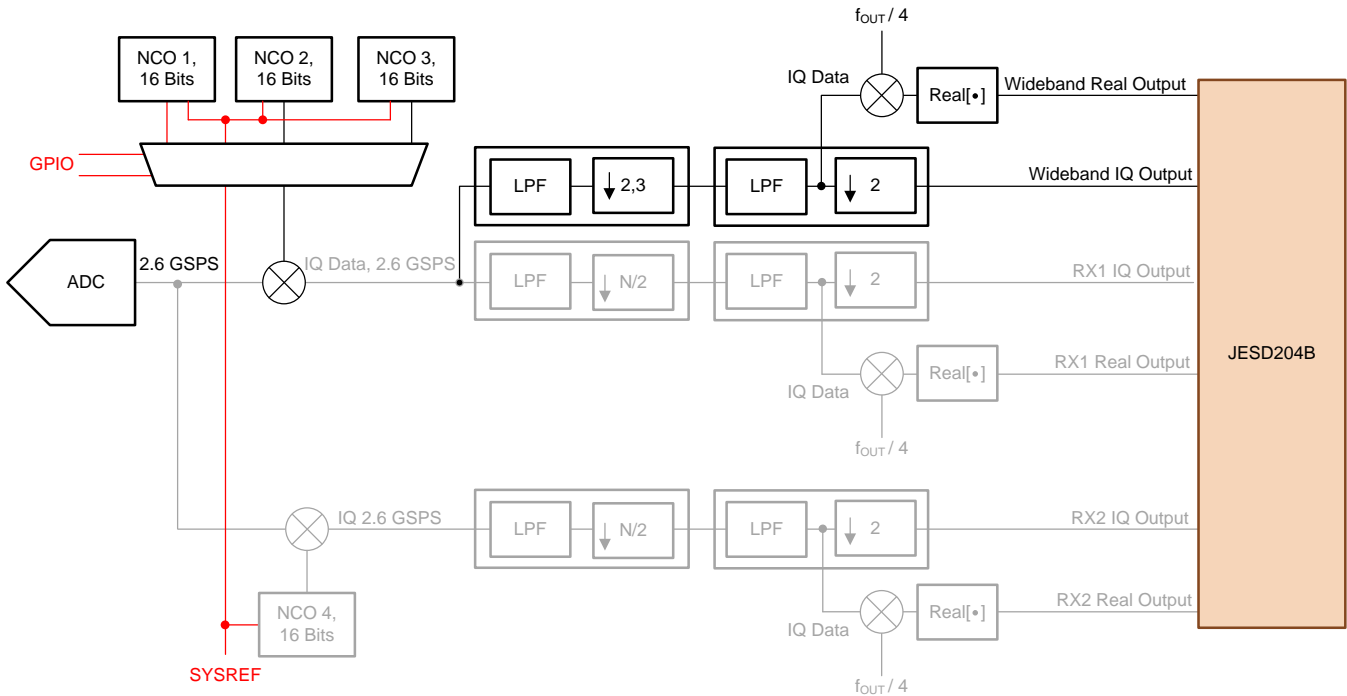 f_OUT / 4
NCO 1,
16 Bits
NCO 2,
16 Bits
NCO 3,
16 Bits
IQ Data
Real[•]
Wideband Real Output
GPIO
LPF
↓ 2,3
LPF
↓ 2
Wideband IQ Output
ADC
2.6 GSPS
IQ Data, 2.6 GSPS
LPF
↓ N/2
LPF
↓ 2
RX1 IQ Output
JESD204B
IQ Data
Real[•]
RX1 Real Output
f_OUT / 4
IQ 2.6 GSPS
LPF
↓ N/2
LPF
↓ 2
RX2 IQ Output
NCO 4,
16 Bits
IQ Data
Real[•]
RX2 Real Output
SYSREF
f_OUT / 4